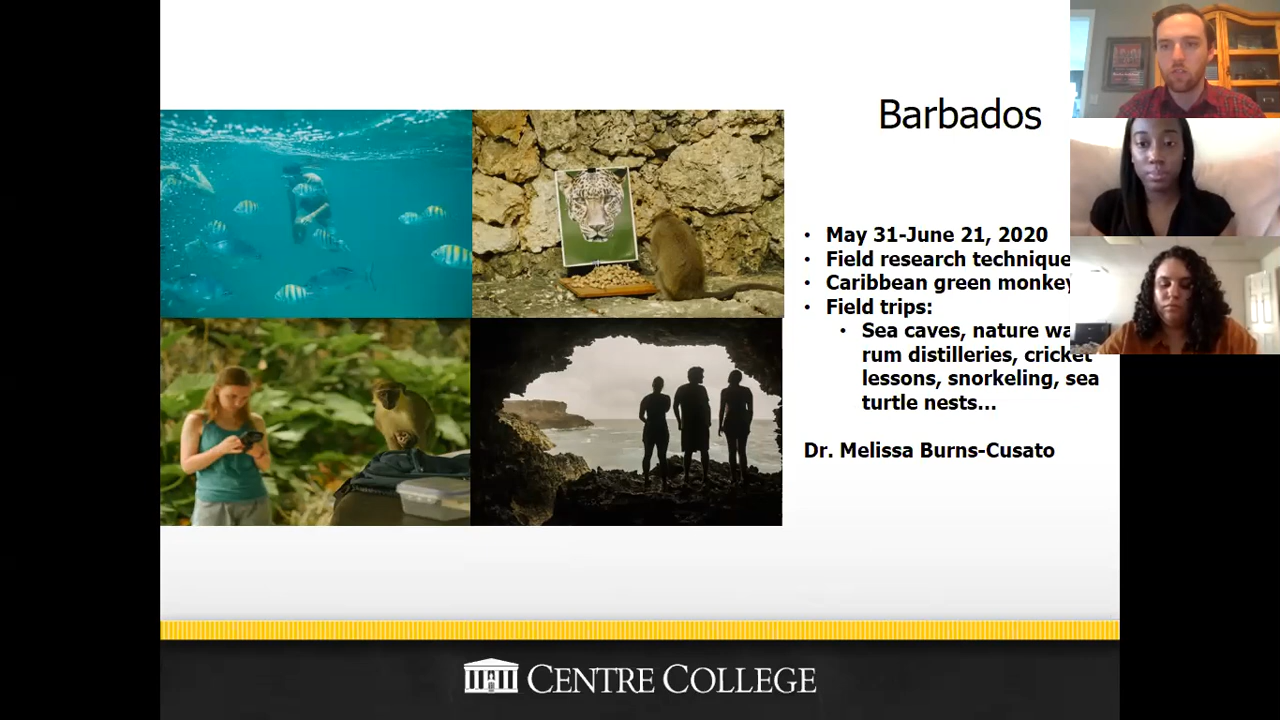 Barbados
• May 31-June 21, 2020
• Field research technique
• Caribbean green monkey
• Field trips:
• Sea caves, nature wa
rum distilleries, cricket
lessons, snorkeling, sea
turtle nests...
Dr. Melissa Burns-Cusato
CENTRE COLLEGE